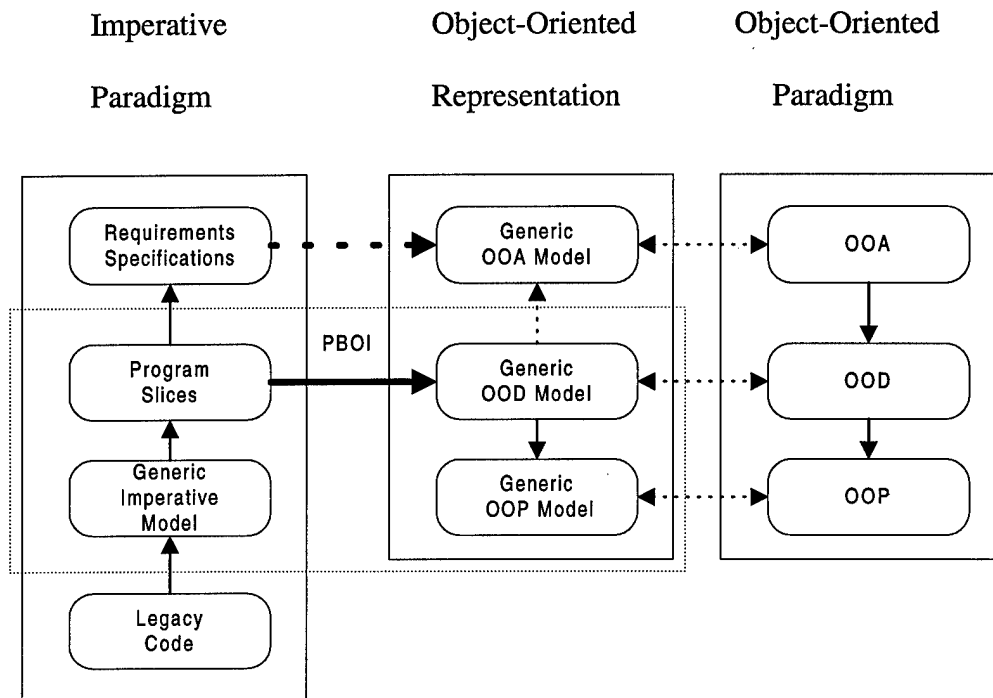 Imperative
Paradigm
Object-Oriented
Representation
Object-Oriented
Paradigm
Requirements
Specifications
Program
Slices
Generic
Imperative
Model
Legacy
Code
PBOI
Generic
OOA Model
Generic
OOD Model
Generic
OOP Model
OOA
OOD
OOP